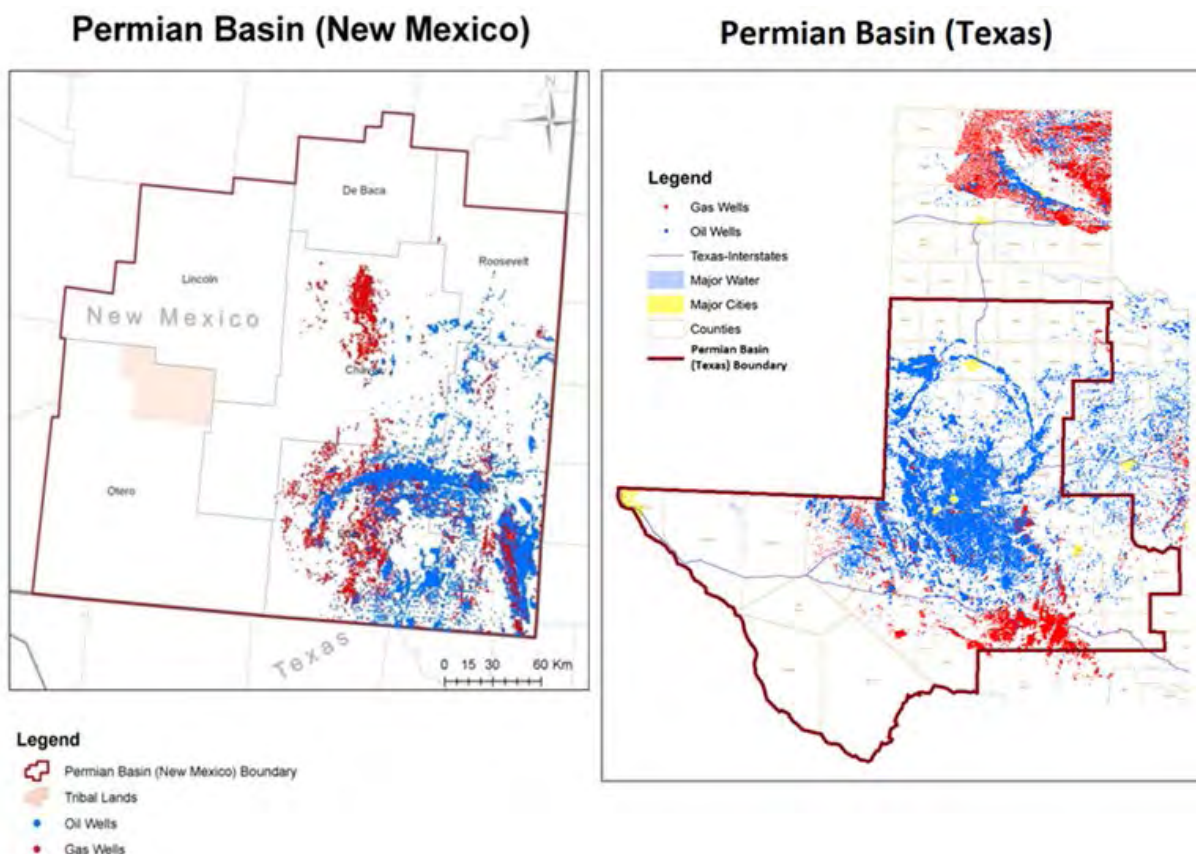 Permian Basin (New Mexico)
Permian Basin (Texas)
N
De Baca
Roosevelt
Lincoln
New Mexico
Otero
Texas
0 15 30 60 Km
Legend
Permian Basin (New Mexico) Boundary
Tribal Lands
Oil Wells
Gas Wells
Legend
Gas Wells
Oil Wells
Texas-Interstates
Major Water
Major Cities
Counties
Permian Basin
(Texas) Boundary